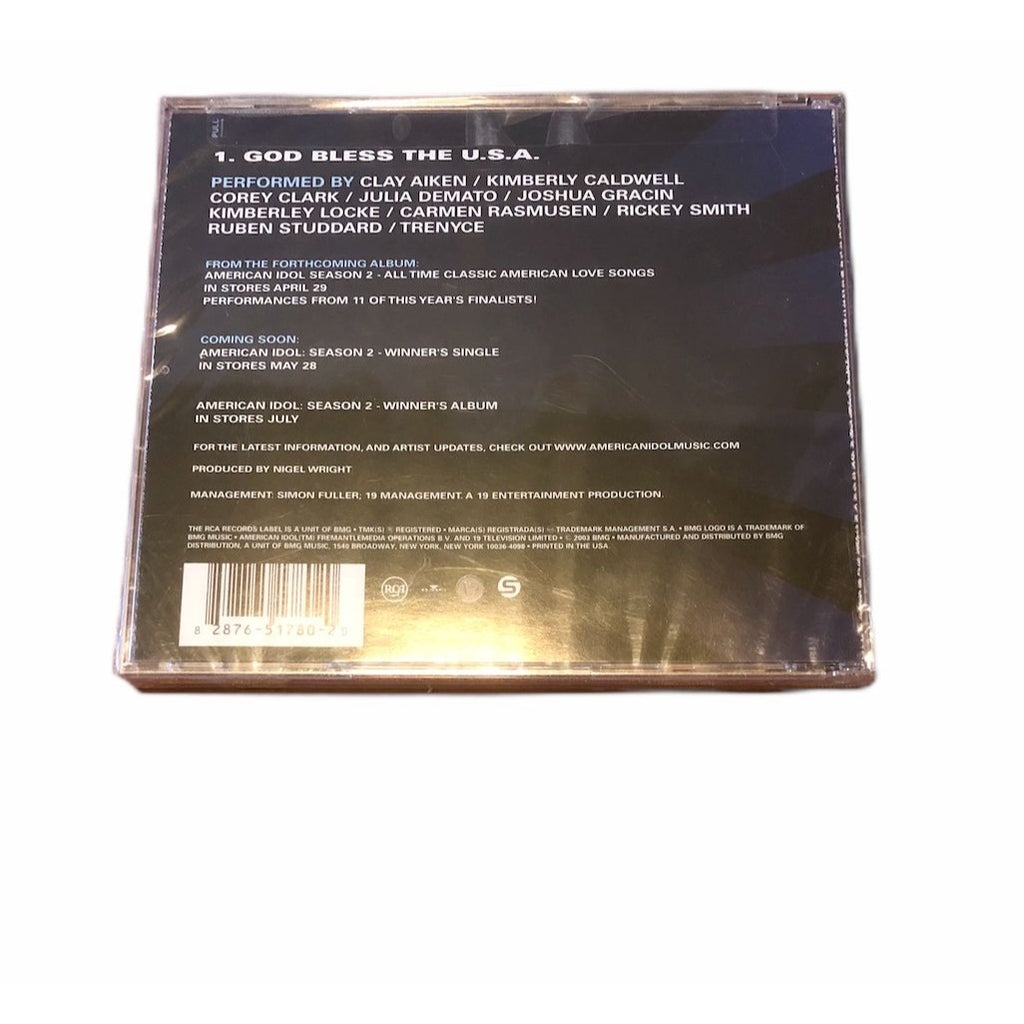 PULL
1. GOD BLESS THE U.S.A.
PERFORMED BY CLAY AIKEN / KIMBERLY CALDWELL
COREY CLARK / JULIA DEMATO / JOSHUA GRACIN
KIMBERLEY LOCKE / CARMEN RASMUSEN / RICKEY SMITH
RUBEN STUDDARD / TRENYCE
FROM THE FORTHCOMING ALBUM:
AMERICAN IDOL SEASON 2 - ALL TIME CLASSIC AMERICAN LOVE SONGS
IN STORES APRIL 29
PERFORMANCES FROM 11 OF THIS YEAR'S FINALISTS!
COMING SOON:
AMERICAN IDOL: SEASON 2 - WINNER'S SINGLE
IN STORES MAY 28
AMERICAN IDOL: SEASON 2 - WINNER'S ALBUM
IN STORES JULY
FOR THE LATEST INFORMATION, AND ARTIST UPDATES, CHECK OUT WWW.AMERICANIDOLMUSIC.COM
PRODUCED BY NIGEL WRIGHT
MANAGEMENT: SIMON FULLER; 19 MANAGEMENT. A 19 ENTERTAINMENT PRODUCTION.
THE RCA RECORDS LABEL IS A UNIT OF BMG • TMK(S) ® REGISTERED • MARCA(S) REGISTRADA(S) TRADEMARK MANAGEMENT S.A. • BMG LOGO IS A TRADEMARK OF
BMG MUSIC • AMERICAN IDOL(TM) FREMANTLEMEDIA OPERATIONS B.V. AND 19 TELEVISION LIMITED • © 2003 BMG • MANUFACTURED AND DISTRIBUTED BY BMG
DISTRIBUTION, A UNIT OF BMG MUSIC, 1540 BROADWAY, NEW YORK, NEW YORK 10036-4098 • PRINTED IN THE USA.
RCA
8 2876-51780-2 0